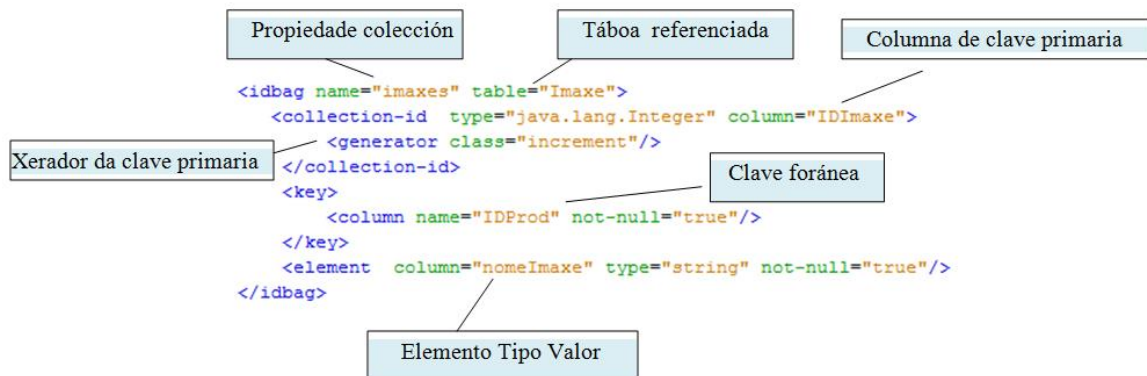 Propiedade colección
Táboa referenciada
Columna de clave primaria
<idbag name="imaxes" table="Imaxe">
<collection-id type="java.lang.Integer" column="IDImaxe">
<generator class="increment"/>
Xerador da clave primaria
</collection-id>
Clave foránea
<key>
<column name="IDProd" not-null="true"/>
</key>
<element column="nomeImaxe" type="string" not-null="true"/>
</idbag>
Elemento Tipo Valor